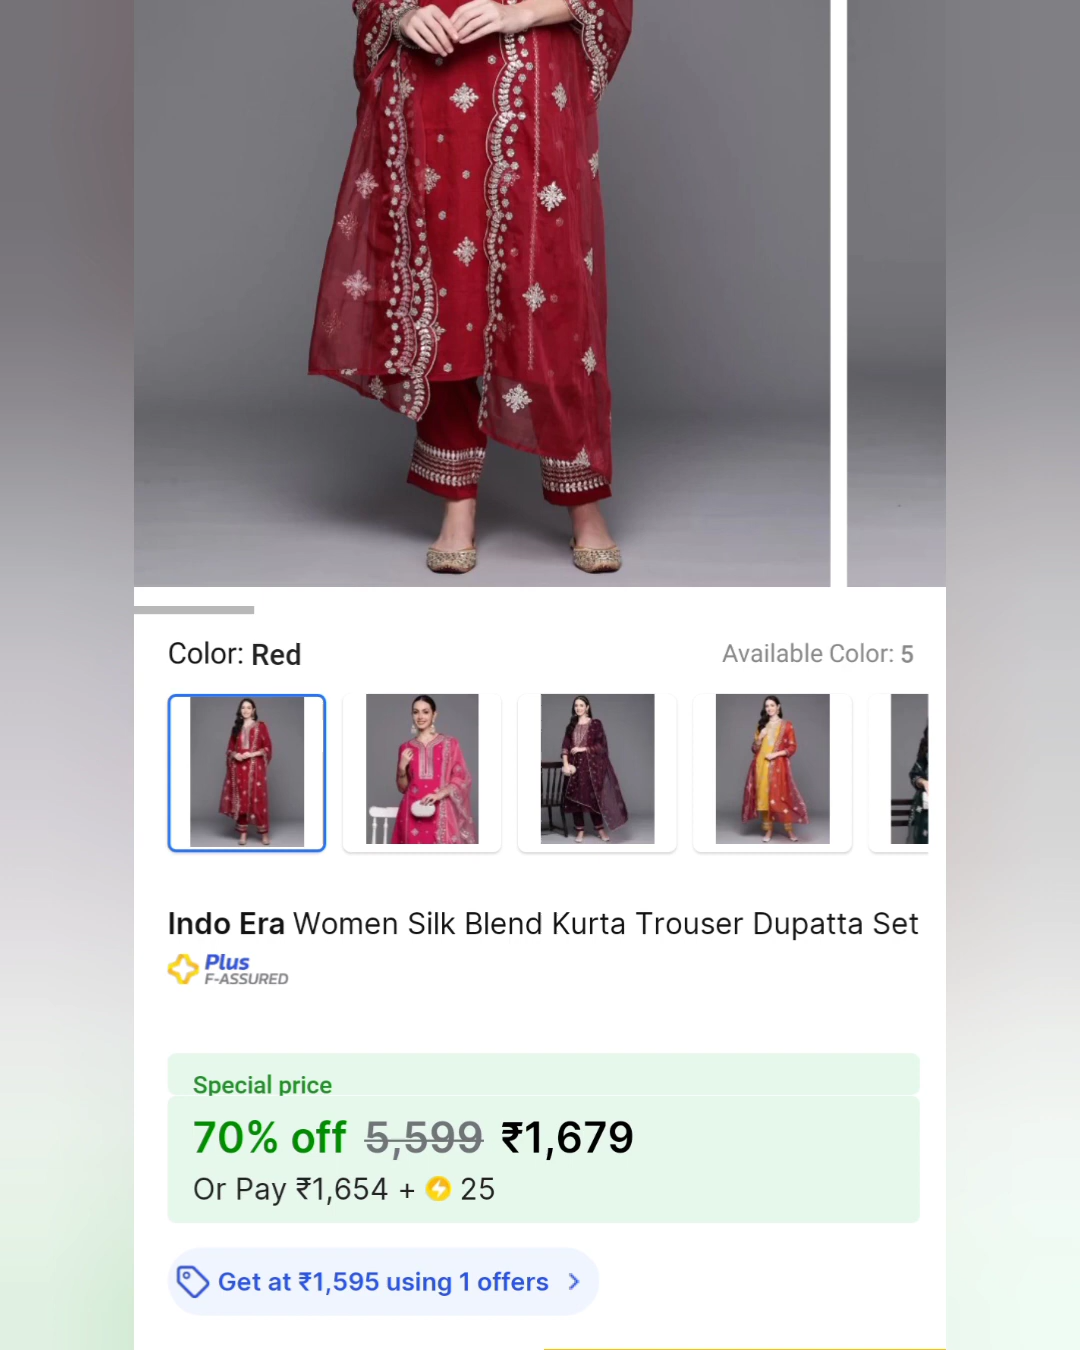 Color: Red
Available Color: 5
Indo Era Women Silk Blend Kurta Trouser Dupatta Set
Plus
F-ASSURED
Special price
70% off 5,599 ₹1,679
Or Pay ₹1,654 + 25
Get at ₹1,595 using 1 offers